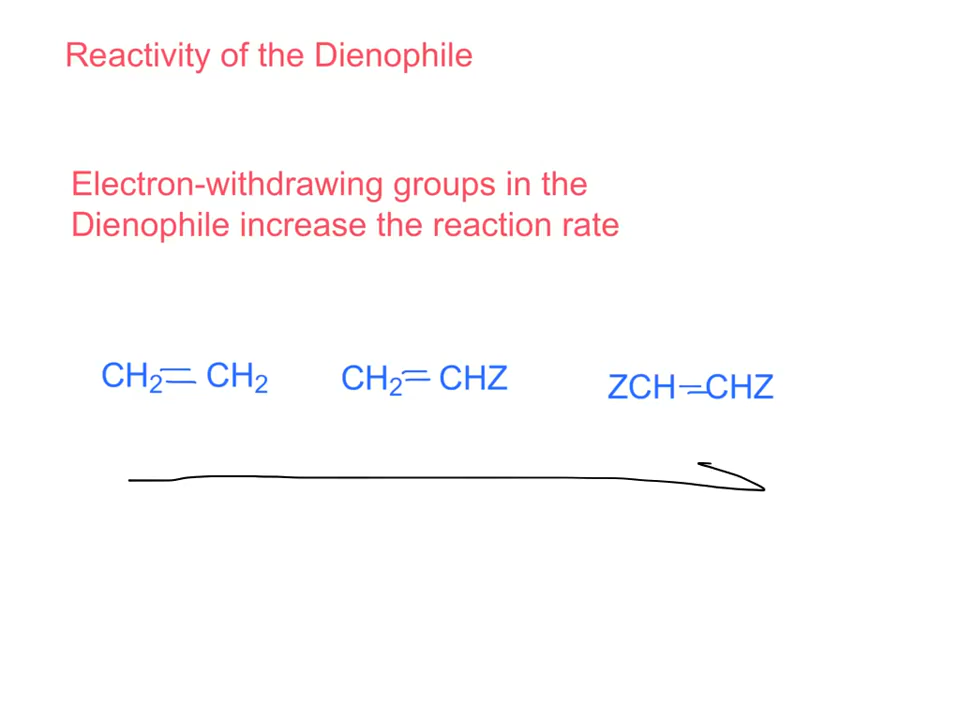 Reactivity of the Dienophile
Electron-withdrawing groups in the
Dienophile increase the reaction rate
CH₂=CH₂ CH₂=CHZ ZCH=CHZ